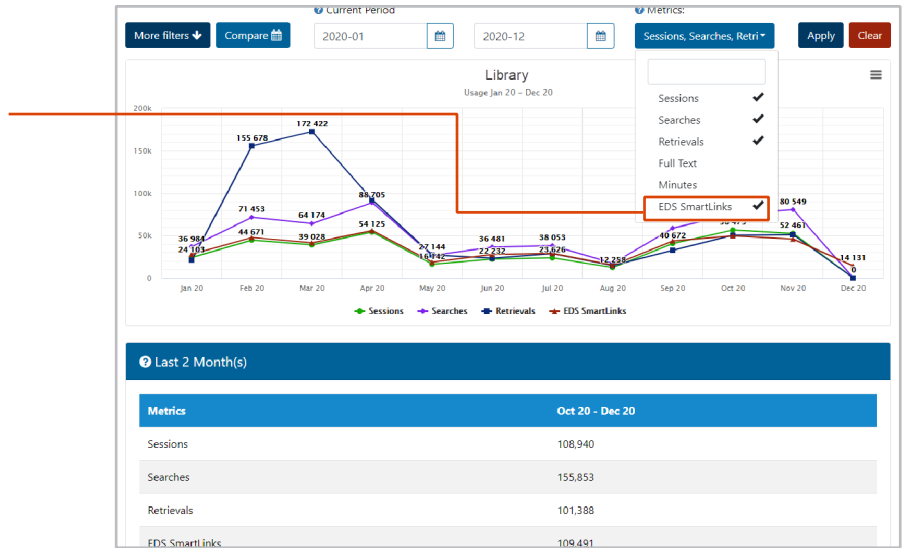 Current Period
Metrics:
More filters
Compare
2020-01
2020-12
Sessions, Searches, Retri
Apply
Clear
Library
Usage Jan 20 – Dec 20
Sessions
Searches
Retrievals
Full Text
Minutes
EDS SmartLinks
200k
150k
100k
50k
0
172 422
155 678
88 705
80 549
71 453
64 174
54 125
52 461
44 671
39 028
36 984
24 103
27 144
16 142
36 481
22 232
38 053
23 626
12 258
40 672
14 131
0
Jan 20
Feb 20
Mar 20
Apr 20
May 20
Jun 20
Jul 20
Aug 20
Sep 20
Oct 20
Nov 20
Dec 20
Sessions
Searches
Retrievals
EDS SmartLinks
Last 2 Month(s)
Metrics Oct 20 - Dec 20
Sessions 108,940
Searches 155,853
Retrievals 101,388
EDS SmartLinks 109,491